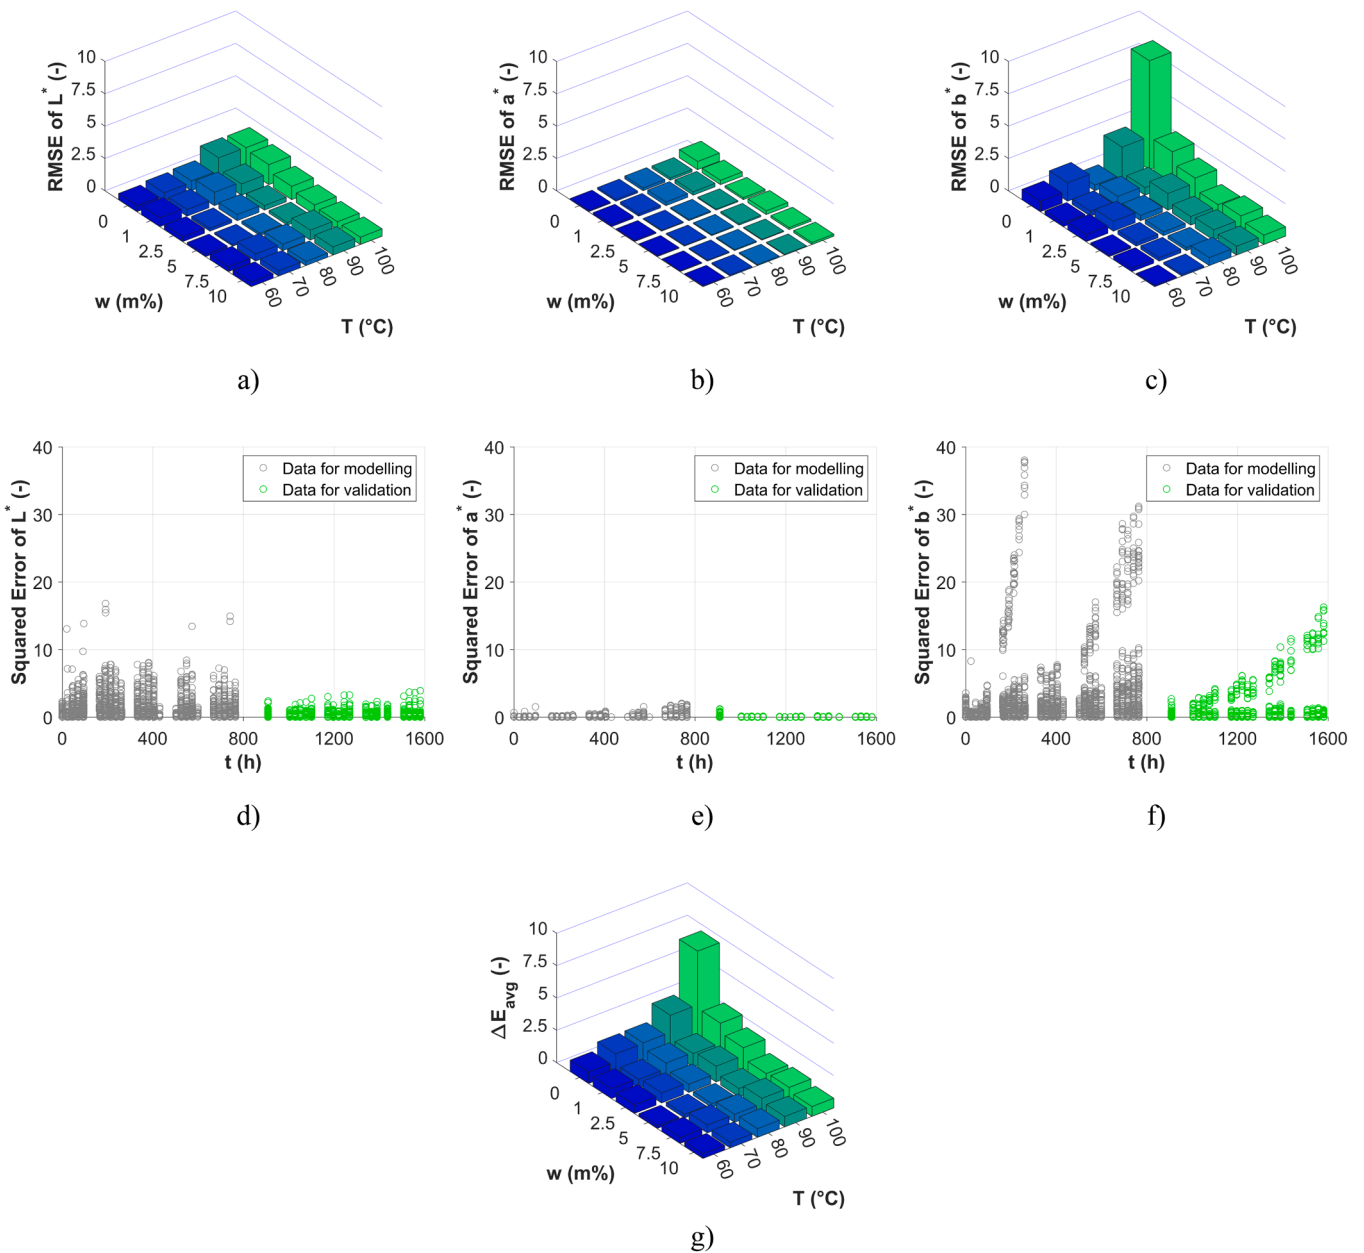 RMSE of L* (-)
10
7.5
5
2.5
0
0
1
2.5
5
7.5
10
w (m%)
60
70
80
90
100
T (°C)
a)
RMSE of a* (-)
10
7.5
5
2.5
0
0
1
2.5
5
7.5
10
w (m%)
60
70
80
90
100
T (°C)
b)
RMSE of b* (-)
10
7.5
5
2.5
0
0
1
2.5
5
7.5
10
w (m%)
60
70
80
90
100
T (°C)
c)
Squared Error of L* (-)
40
30
20
10
0
Data for modelling
Data for validation
0 400 800 1200 1600
t (h)
d)
Squared Error of a* (-)
40
30
20
10
0
Data for modelling
Data for validation
0 400 800 1200 1600
t (h)
e)
Squared Error of b* (-)
40
30
20
10
0
Data for modelling
Data for validation
0 400 800 1200 1600
t (h)
f)
ΔEavg (-)
10
7.5
5
2.5
0
0
1
2.5
5
7.5
10
w (m%)
60
70
80
90
100
T (°C)
g)